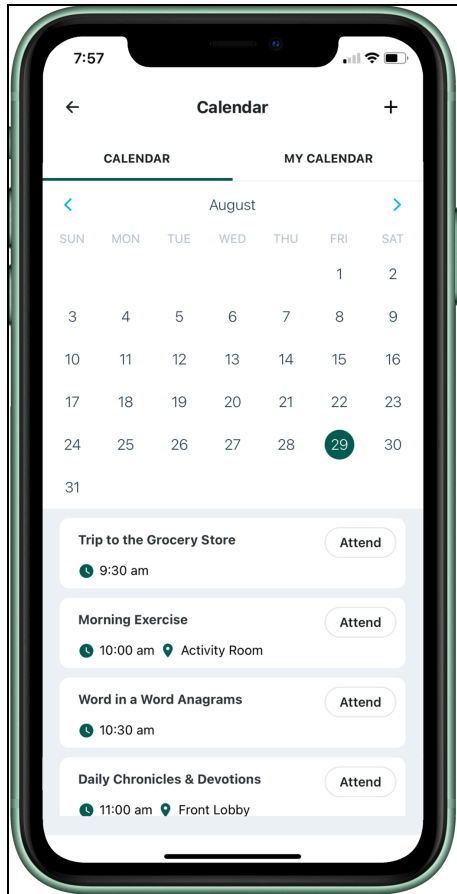 7:57
Calendar
CALENDAR MY CALENDAR
August
SUN MON TUE WED THU FRI SAT
1 2
3 4 5 6 7 8 9
10 11 12 13 14 15 16
17 18 19 20 21 22 23
24 25 26 27 28 29 30
31
Trip to the Grocery Store Attend
9:30 am
Morning Exercise Attend
10:00 am Activity Room
Word in a Word Anagrams Attend
10:30 am
Daily Chronicles & Devotions Attend
11:00 am Front Lobby